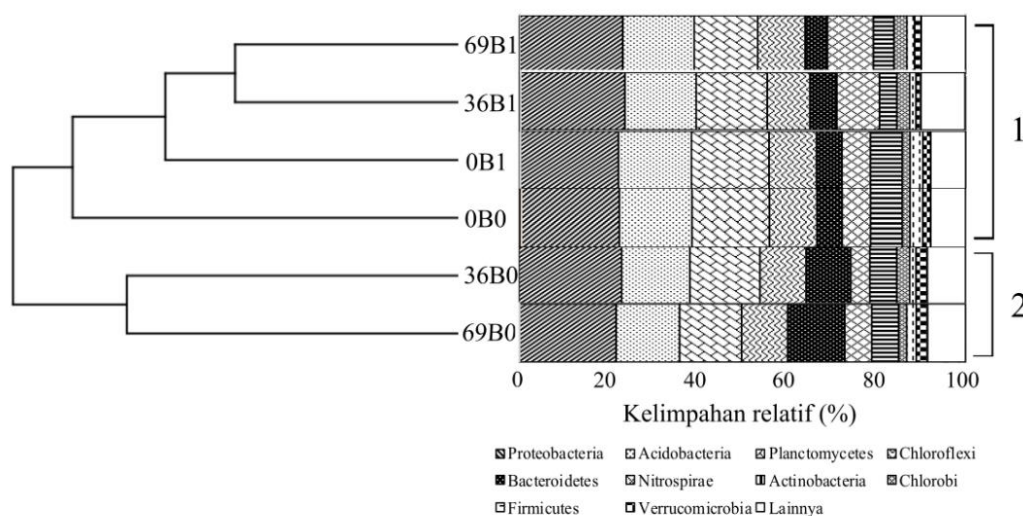 69B1
36B1
0B1
0B0
36B0
69B0
1
2
0 20 40 60 80 100
Kelimpahan relatif (%)
Proteobacteria Acidobacteria Planctomycetes Chloroflexi
Bacteroidetes Nitrospirae Actinobacteria Chlorobi
Firmicutes Verrucomicrobia Lainnya